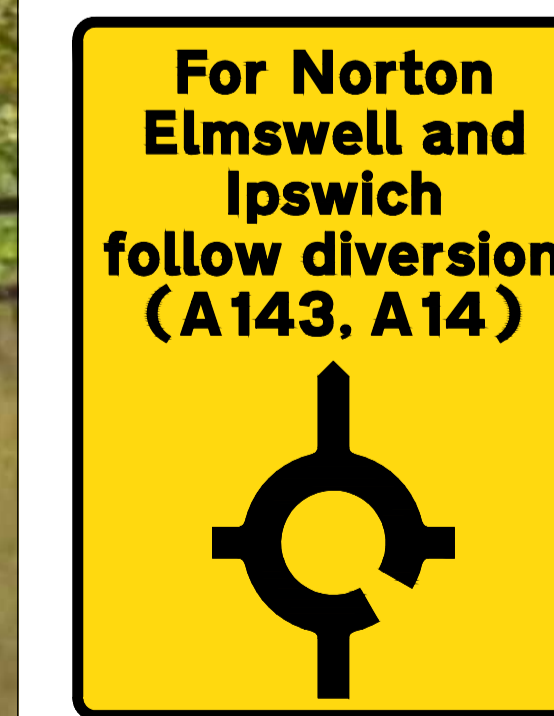 For Norton
Elmswell and
Ipswich
follow diversion
(A143, A14)